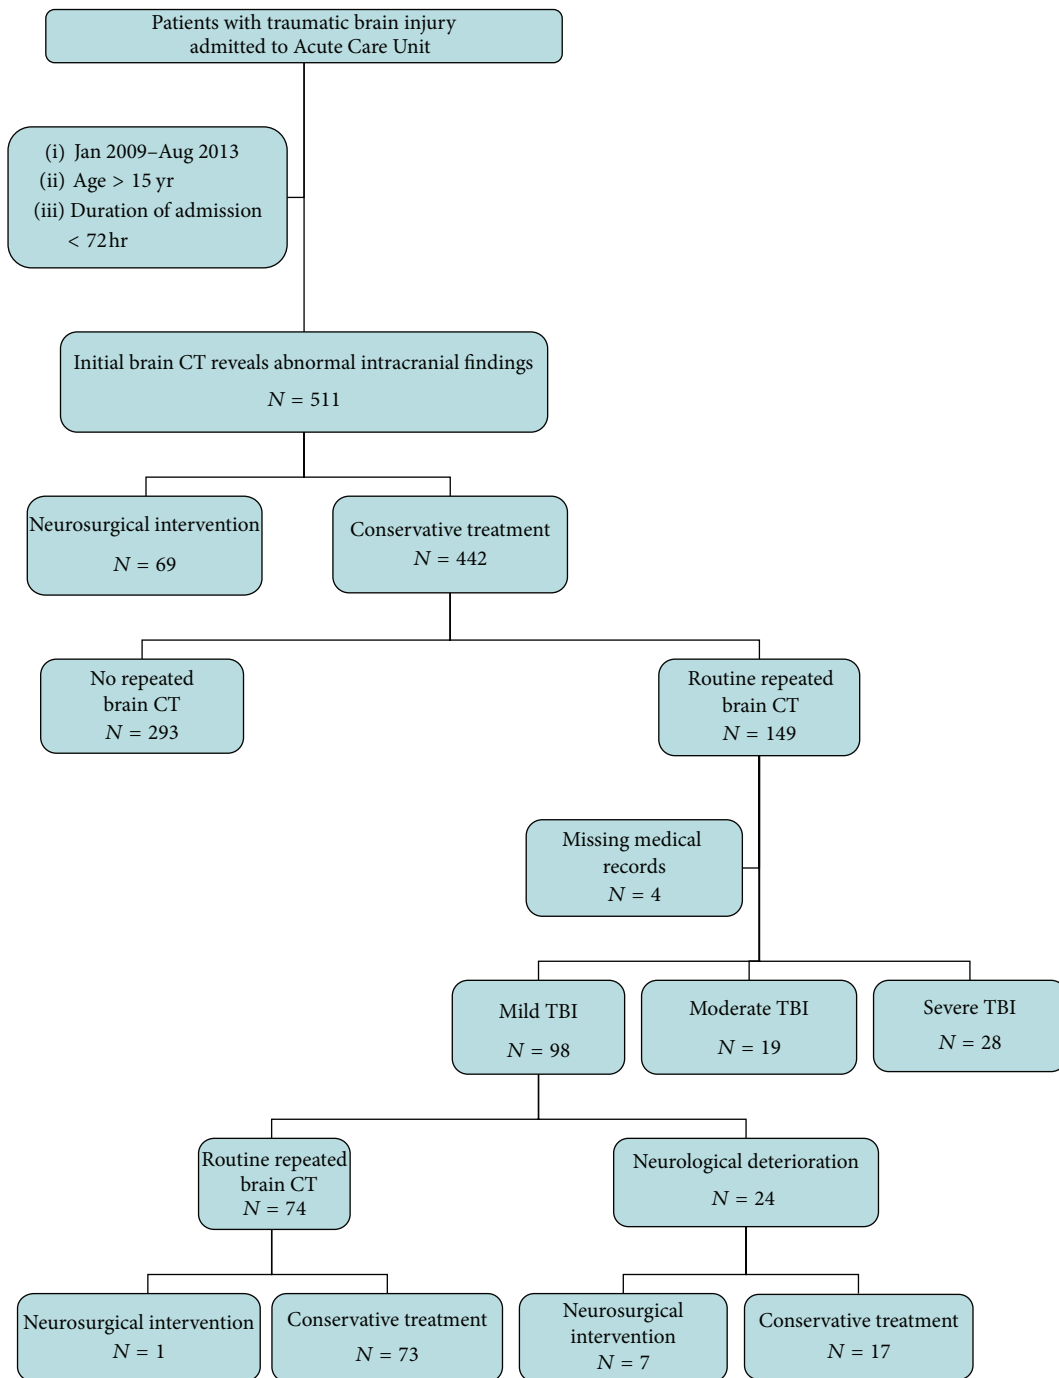 Patients with traumatic brain injury
admitted to Acute Care Unit
(i) Jan 2009–Aug 2013
(ii) Age > 15 yr
(iii) Duration of admission
< 72 hr
Initial brain CT reveals abnormal intracranial findings
N = 511
Neurosurgical intervention
N = 69
Conservative treatment
N = 442
No repeated
brain CT
N = 293
Routine repeated
brain CT
N = 149
Missing medical
records
N = 4
Mild TBI
N = 98
Moderate TBI
N = 19
Severe TBI
N = 28
Routine repeated
brain CT
N = 74
Neurological deterioration
N = 24
Neurosurgical intervention
N = 1
Conservative treatment
N = 73
Neurosurgical
intervention
N = 7
Conservative treatment
N = 17